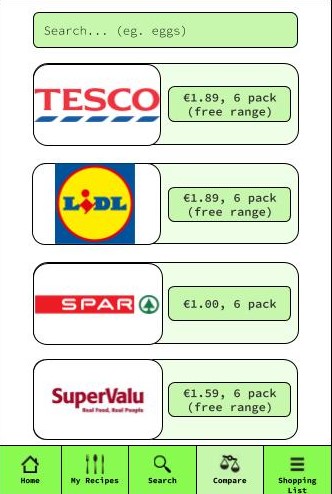 Search... (eg. eggs)
TESCO
€1.89, 6 pack
(free range)
LIDL
€1.89, 6 pack
(free range)
SPAR
€1.00, 6 pack
SuperValu
Real Food, Real People
€1.59, 6 pack
(free range)
Home
My Recipes
Search
Compare
Shopping
List